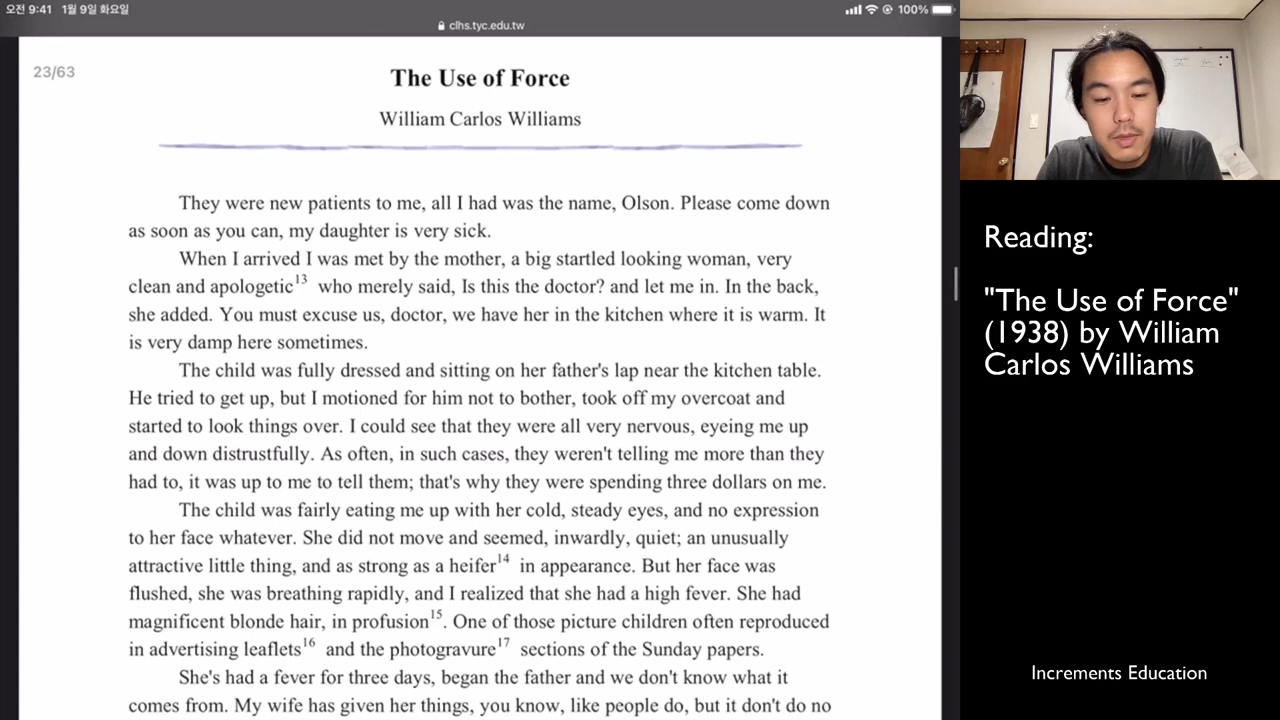 오전 9:41 1월 9일 화요일
100%
clhs.tyc.edu.tw
23/63
The Use of Force
William Carlos Williams
They were new patients to me, all I had was the name, Olson. Please come down
as soon as you can, my daughter is very sick.
When I arrived I was met by the mother, a big startled looking woman, very
clean and apologetic13 who merely said, Is this the doctor? and let me in. In the back,
she added. You must excuse us, doctor, we have her in the kitchen where it is warm. It
is very damp here sometimes.
The child was fully dressed and sitting on her father's lap near the kitchen table.
He tried to get up, but I motioned for him not to bother, took off my overcoat and
started to look things over. I could see that they were all very nervous, eyeing me up
and down distrustfully. As often, in such cases, they weren't telling me more than they
had to, it was up to me to tell them; that's why they were spending three dollars on me.
The child was fairly eating me up with her cold, steady eyes, and no expression
to her face whatever. She did not move and seemed, inwardly, quiet; an unusually
attractive little thing, and as strong as a heifer14 in appearance. But her face was
flushed, she was breathing rapidly, and I realized that she had a high fever. She had
magnificent blonde hair, in profusion15. One of those picture children often reproduced
in advertising leaflets16 and the photogravure17 sections of the Sunday papers.
She's had a fever for three days, began the father and we don't know what it
comes from. My wife has given her things, you know, like people do, but it don't do no
Reading:
"The Use of Force"
(1938) by William
Carlos Williams
Increments Education